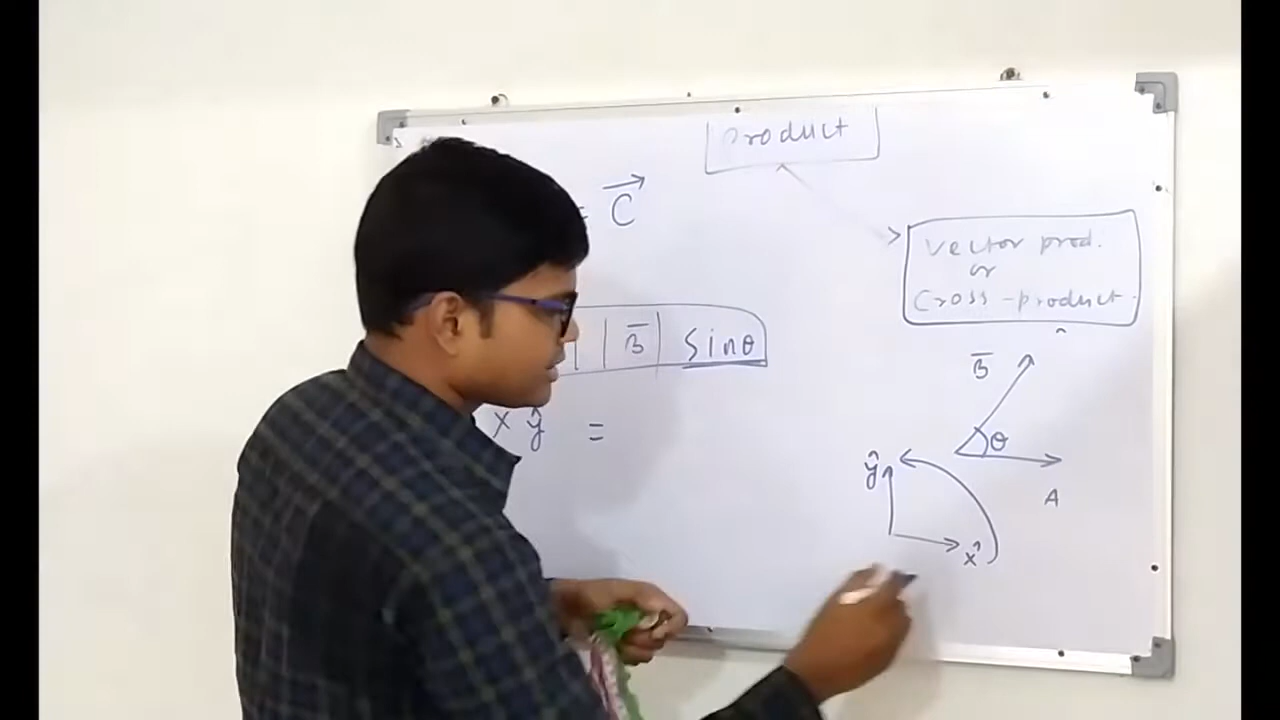 product
= C
vector prod.
or
Cross-product.
| B | sinθ
B
θ
x ŷ =
ŷ
A
x̂